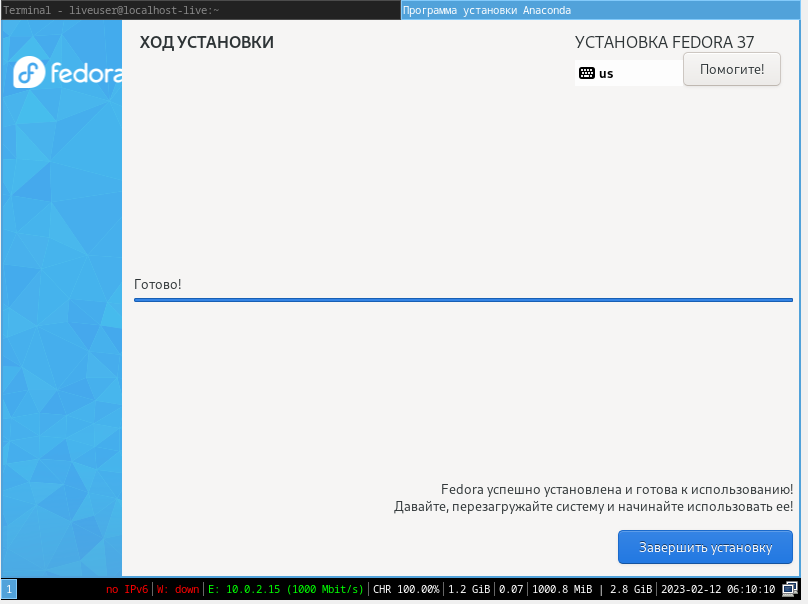 Terminal - liveuser@localhost-live:~
Программа установки Anaconda
fedora
ХОД УСТАНОВКИ
УСТАНОВКА FEDORA 37
us
Помогите!
Готово!
Fedora успешно установлена и готова к использованию!
Давайте, перезагружайте систему и начинайте использовать ее!
Завершить установку
1
no IPv6 | W: down | E: 10.0.2.15 (1000 Mbit/s) | CHR 100.00% | 1.2 GiB | 0.07 | 1000.8 MiB | 2.8 GiB | 2023-02-12 06:10:10